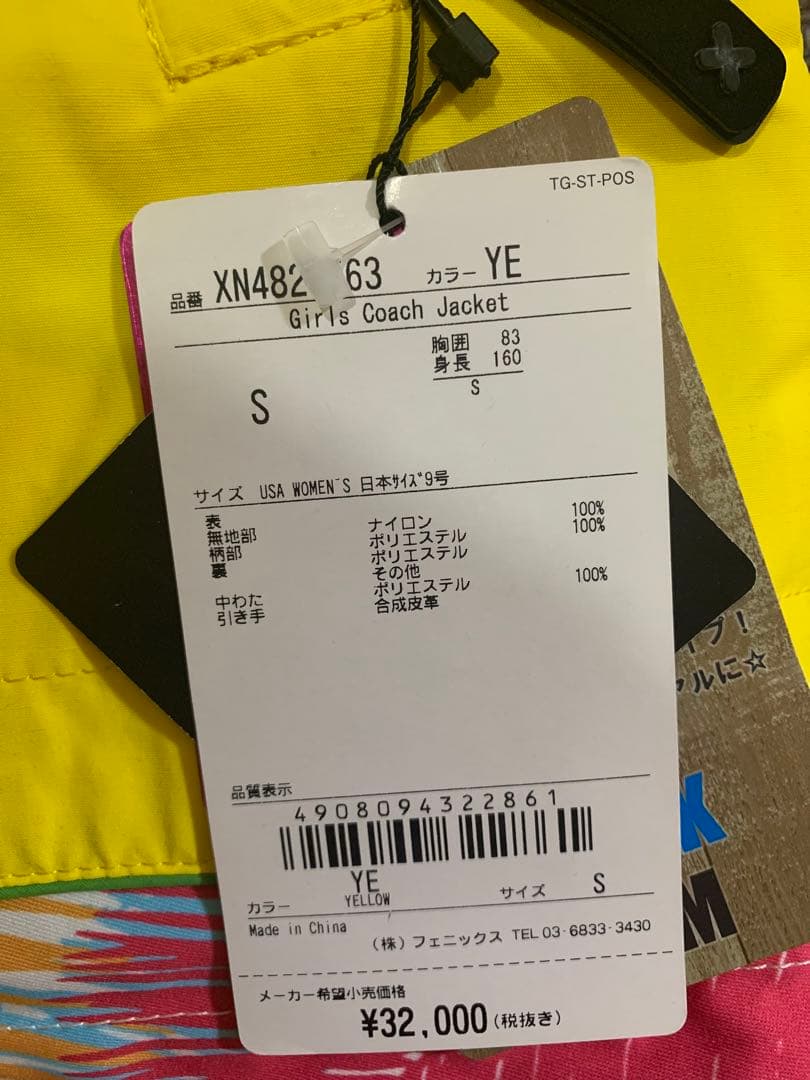 TG-ST-POS
品番 XN482 63 カラー YE
Girls Coach Jacket
胸囲 83
身長 160
S
S
サイズ USA WOMEN'S 日本ｻｲｽﾞ9号
表
無地部 ナイロン 100%
柄部 ポリエステル 100%
裏 ポリエステル
その他
中わた ポリエステル 100%
引き手 合成皮革
品質表示
4908094322861
YE
カラー YELLOW サイズ S
Made in China
(株)フェニックス TEL 03-6833-3430
メーカー希望小売価格
¥32,000(税抜き)
プ!
ルに☆
K
M